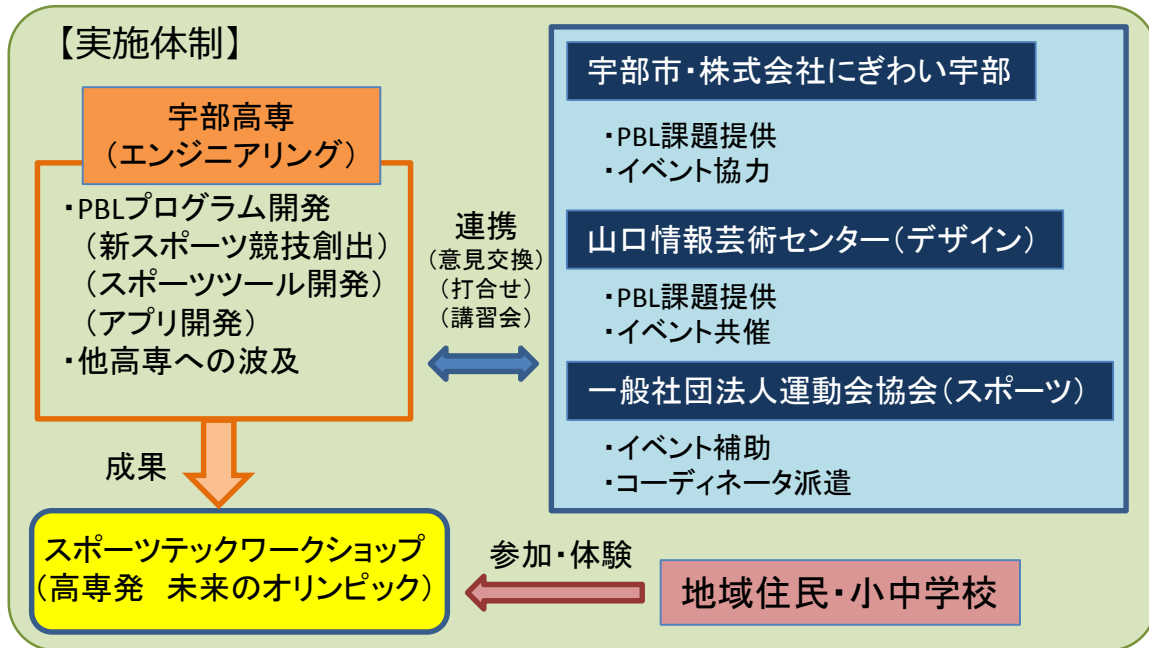 【実施体制】
宇部高専
（エンジニアリング）
・PBLプログラム開発
（新スポーツ競技創出）
（スポーツツール開発）
（アプリ開発）
・他高専への波及
連携
（意見交換）
（打合せ）
（講習会）
宇部市・株式会社にぎわい宇部
・PBL課題提供
・イベント協力
山口情報芸術センター（デザイン）
・PBL課題提供
・イベント共催
一般社団法人運動会協会（スポーツ）
・イベント補助
・コーディネータ派遣
成果
スポーツテックワークショップ
（高専発　未来のオリンピック）
参加・体験
地域住民・小中学校